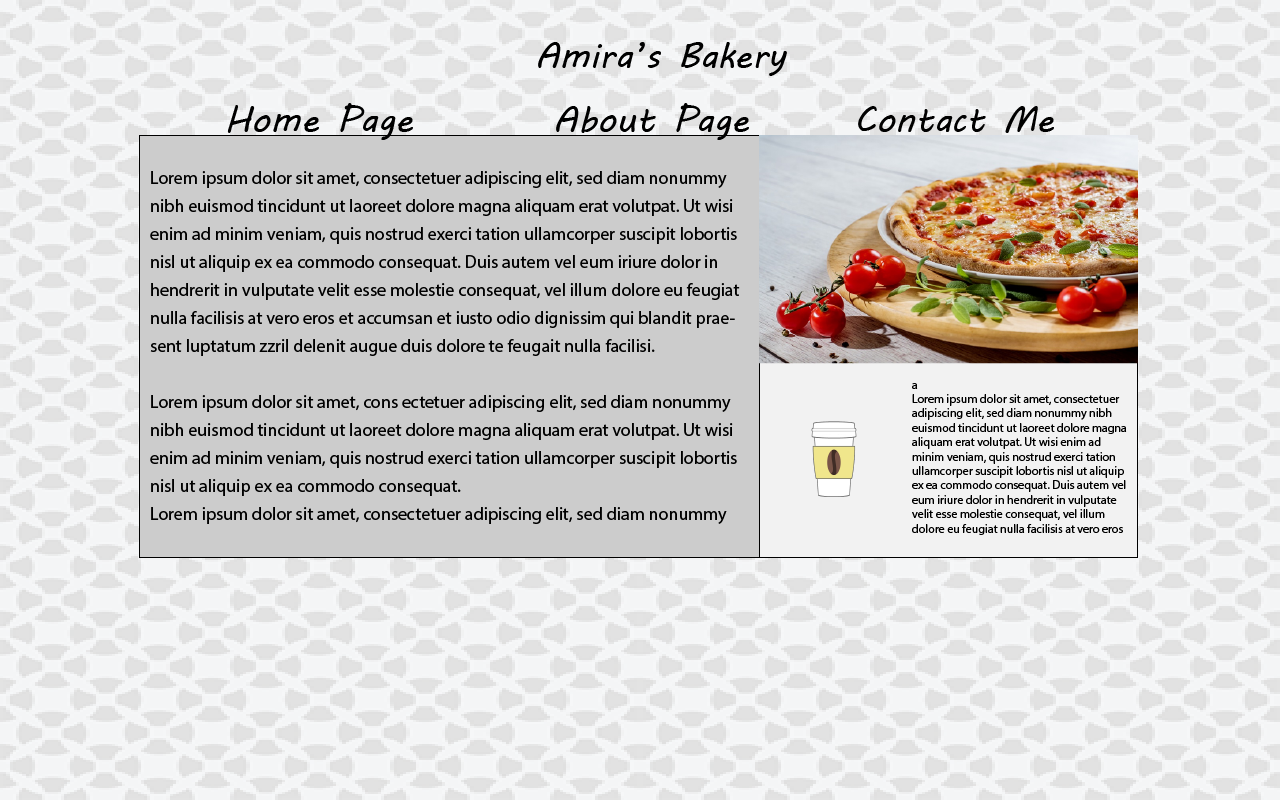 Amira's Bakery
Home Page About Page Contact Me
Lorem ipsum dolor sit amet, consectetuer adipiscing elit, sed diam nonummy
nibh euismod tincidunt ut laoreet dolore magna aliquam erat volutpat. Ut wisi
enim ad minim veniam, quis nostrud exerci tation ullamcorper suscipit lobortis
nisl ut aliquip ex ea commodo consequat. Duis autem vel eum iriure dolor in
hendrerit in vulputate velit esse molestie consequat, vel illum dolore eu feugiat
nulla facilisis at vero eros et accumsan et iusto odio dignissim qui blandit prae-
sent luptatum zzril delenit augue duis dolore te feugait nulla facilisi.
Lorem ipsum dolor sit amet, cons ectetuer adipiscing elit, sed diam nonummy
nibh euismod tincidunt ut laoreet dolore magna aliquam erat volutpat. Ut wisi
enim ad minim veniam, quis nostrud exerci tation ullamcorper suscipit lobortis
nisl ut aliquip ex ea commodo consequat.
Lorem ipsum dolor sit amet, consectetuer adipiscing elit, sed diam nonummy
a
Lorem ipsum dolor sit amet, consectetuer
adipiscing elit, sed diam nonummy nibh
euismod tincidunt ut laoreet dolore magna
aliquam erat volutpat. Ut wisi enim ad
minim veniam, quis nostrud exerci tation
ullamcorper suscipit lobortis nisl ut aliquip
ex ea commodo consequat. Duis autem vel
eum iriure dolor in hendrerit in vulputate
velit esse molestie consequat, vel illum
dolore eu feugiat nulla facilisis at vero eros